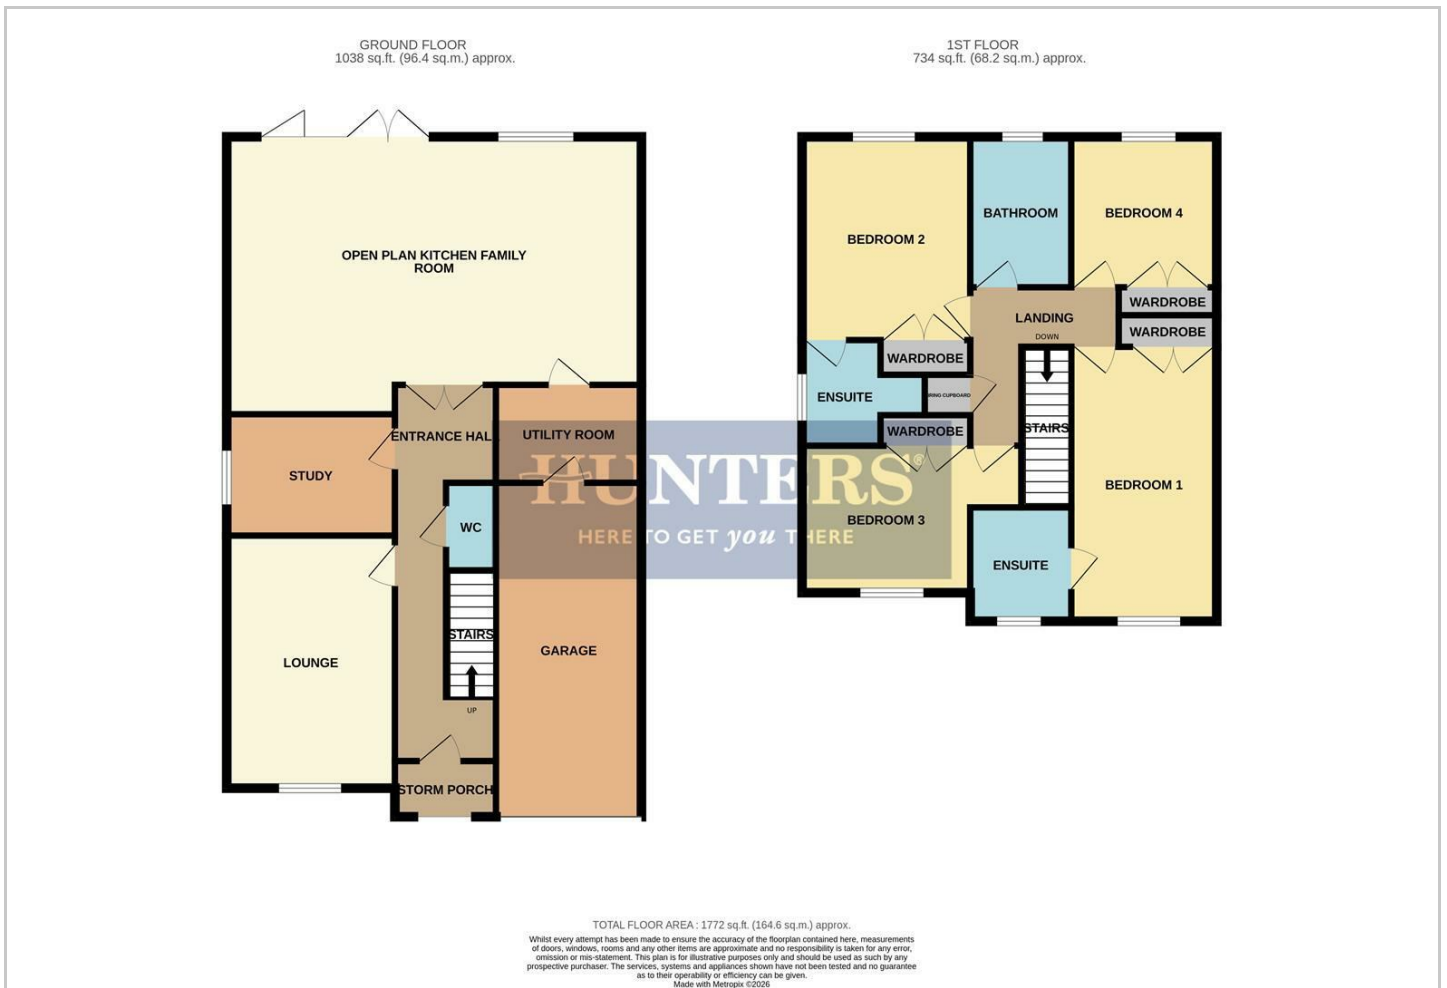 GROUND FLOOR
1038 sq.ft. (96.4 sq.m.) approx.
OPEN PLAN KITCHEN FAMILY
ROOM
ENTRANCE HALL
UTILITY ROOM
STUDY
WC
LOUNGE
STAIRS
UP
GARAGE
STORM PORCH
1ST FLOOR
734 sq.ft. (68.2 sq.m.) approx.
BEDROOM 2
BATHROOM
BEDROOM 4
WARDROBE
LANDING
DOWN
WARDROBE
WARDROBE
ENSUITE
IRING CUPBOARD
WARDROBE
STAIRS
BEDROOM 3
BEDROOM 1
ENSUITE
HUNTERS®
HERE TO GET you THERE
TOTAL FLOOR AREA : 1772 sq.ft. (164.6 sq.m.) approx.
Whilst every attempt has been made to ensure the accuracy of the floorplan contained here, measurements
of doors, windows, rooms and any other items are approximate and no responsibility is taken for any error,
omission or mis-statement. This plan is for illustrative purposes only and should be used as such by any
prospective purchaser. The services, systems and appliances shown have not been tested and no guarantee
as to their operability or efficiency can be given.
Made with Metropix ©2026